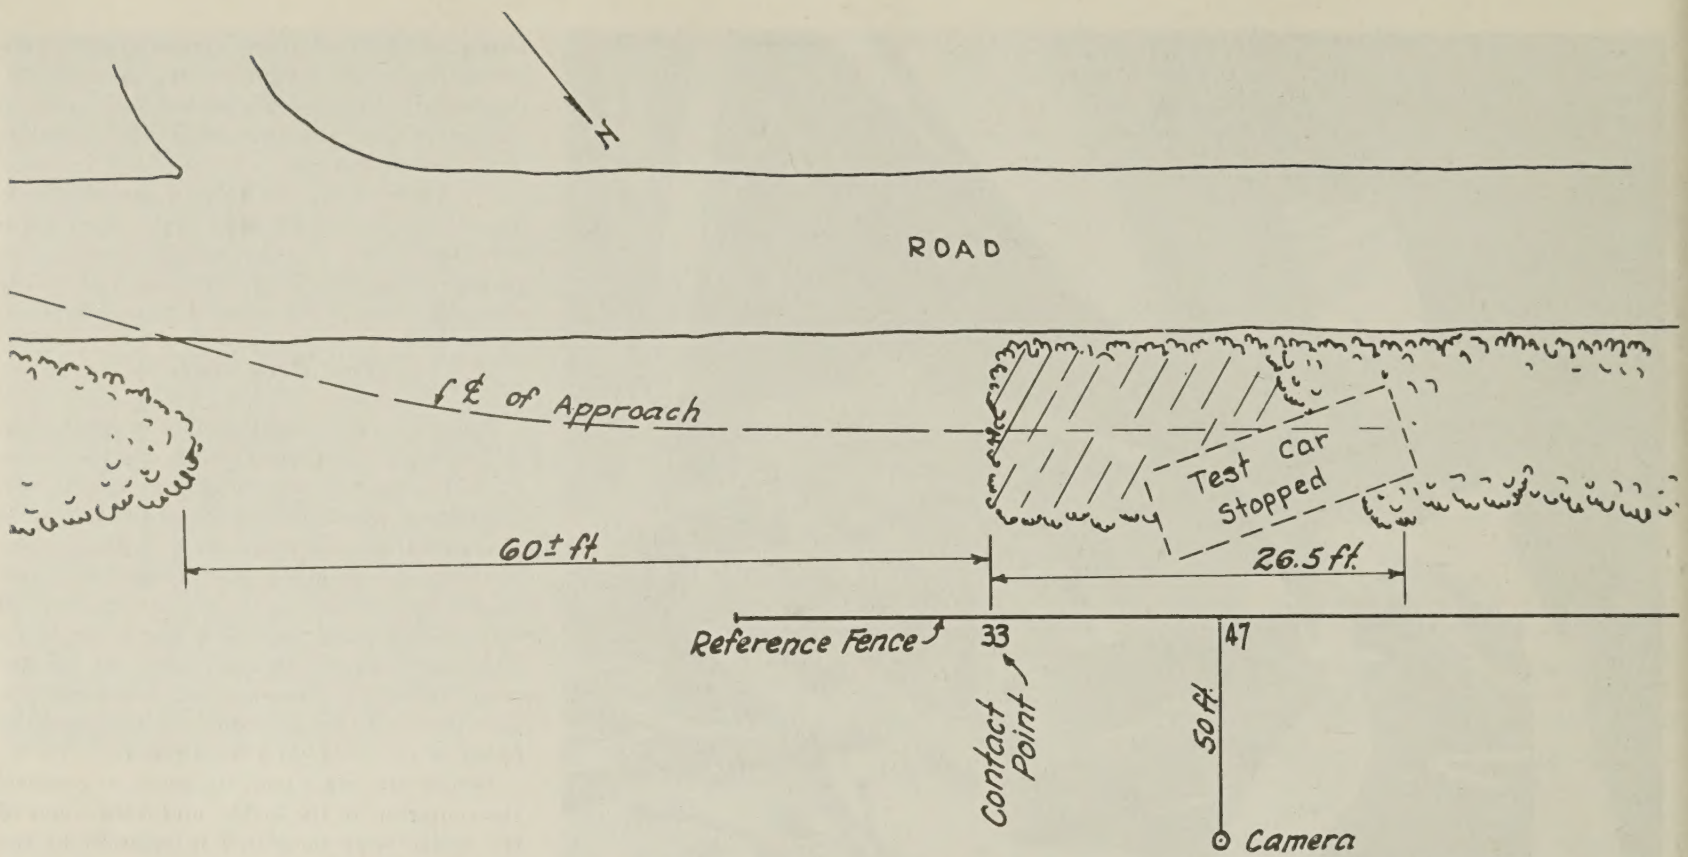 N
ROAD
℄ of Approach
Test car
stopped
60± ft.
26.5 ft.
Reference Fence
33
47
Contact
Point
50 ft.
Camera